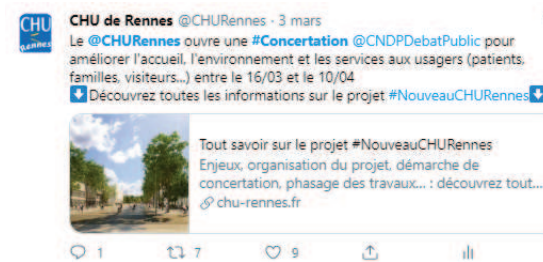 CHU
Rennes
CHU de Rennes @CHURennes · 3 mars
Le @CHURennes ouvre une #Concertation @CNDPDebatPublic pour
améliorer l'accueil, l'environnement et les services aux usagers (patients,
familles, visiteurs...) entre le 16/03 et le 10/04
⬇Découvrez toutes les informations sur le projet #NouveauCHURennes⬇
Tout savoir sur le projet #NouveauCHURennes
Enjeux, organisation du projet, démarche de
concertation, phasage des travaux... : découvrez tout...
chu-rennes.fr
1 7 9